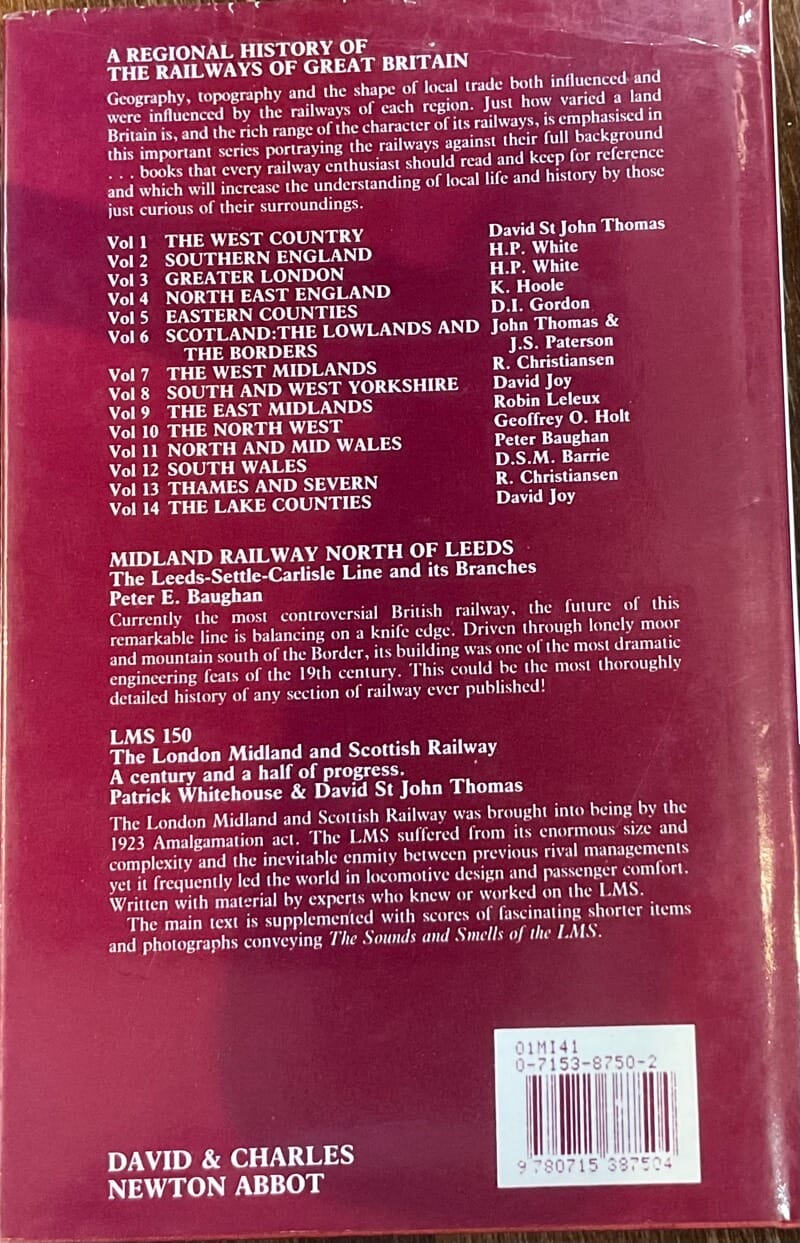 A REGIONAL HISTORY OF
THE RAILWAYS OF GREAT BRITAIN
Geography, topography and the shape of local trade both influenced and
were influenced by the railways of each region. Just how varied a land
Britain is, and the rich range of the character of its railways, is emphasised in
this important series portraying the railways against their full background
. . . books that every railway enthusiast should read and keep for reference
and which will increase the understanding of local life and history by those
just curious of their surroundings.
Vol 1 THE WEST COUNTRY David St John Thomas
Vol 2 SOUTHERN ENGLAND H.P. White
Vol 3 GREATER LONDON H.P. White
Vol 4 NORTH EAST ENGLAND K. Hoole
Vol 5 EASTERN COUNTIES D.I. Gordon
Vol 6 SCOTLAND:THE LOWLANDS AND John Thomas &
THE BORDERS J.S. Paterson
Vol 7 THE WEST MIDLANDS R. Christiansen
Vol 8 SOUTH AND WEST YORKSHIRE David Joy
Vol 9 THE EAST MIDLANDS Robin Leleux
Vol 10 THE NORTH WEST Geoffrey O. Holt
Vol 11 NORTH AND MID WALES Peter Baughan
Vol 12 SOUTH WALES D.S.M. Barrie
Vol 13 THAMES AND SEVERN R. Christiansen
Vol 14 THE LAKE COUNTIES David Joy
MIDLAND RAILWAY NORTH OF LEEDS
The Leeds-Settle-Carlisle Line and its Branches
Peter E. Baughan
Currently the most controversial British railway, the future of this
remarkable line is balancing on a knife edge. Driven through lonely moor
and mountain south of the Border, its building was one of the most dramatic
engineering feats of the 19th century. This could be the most thoroughly
detailed history of any section of railway ever published!
LMS 150
The London Midland and Scottish Railway
A century and a half of progress.
Patrick Whitehouse & David St John Thomas
The London Midland and Scottish Railway was brought into being by the
1923 Amalgamation act. The LMS suffered from its enormous size and
complexity and the inevitable enmity between previous rival managements
yet it frequently led the world in locomotive design and passenger comfort.
Written with material by experts who knew or worked on the LMS.
The main text is supplemented with scores of fascinating shorter items
and photographs conveying The Sounds and Smells of the LMS.
01MI41
0-7153-8750-2
9 780715 387504
DAVID & CHARLES
NEWTON ABBOT